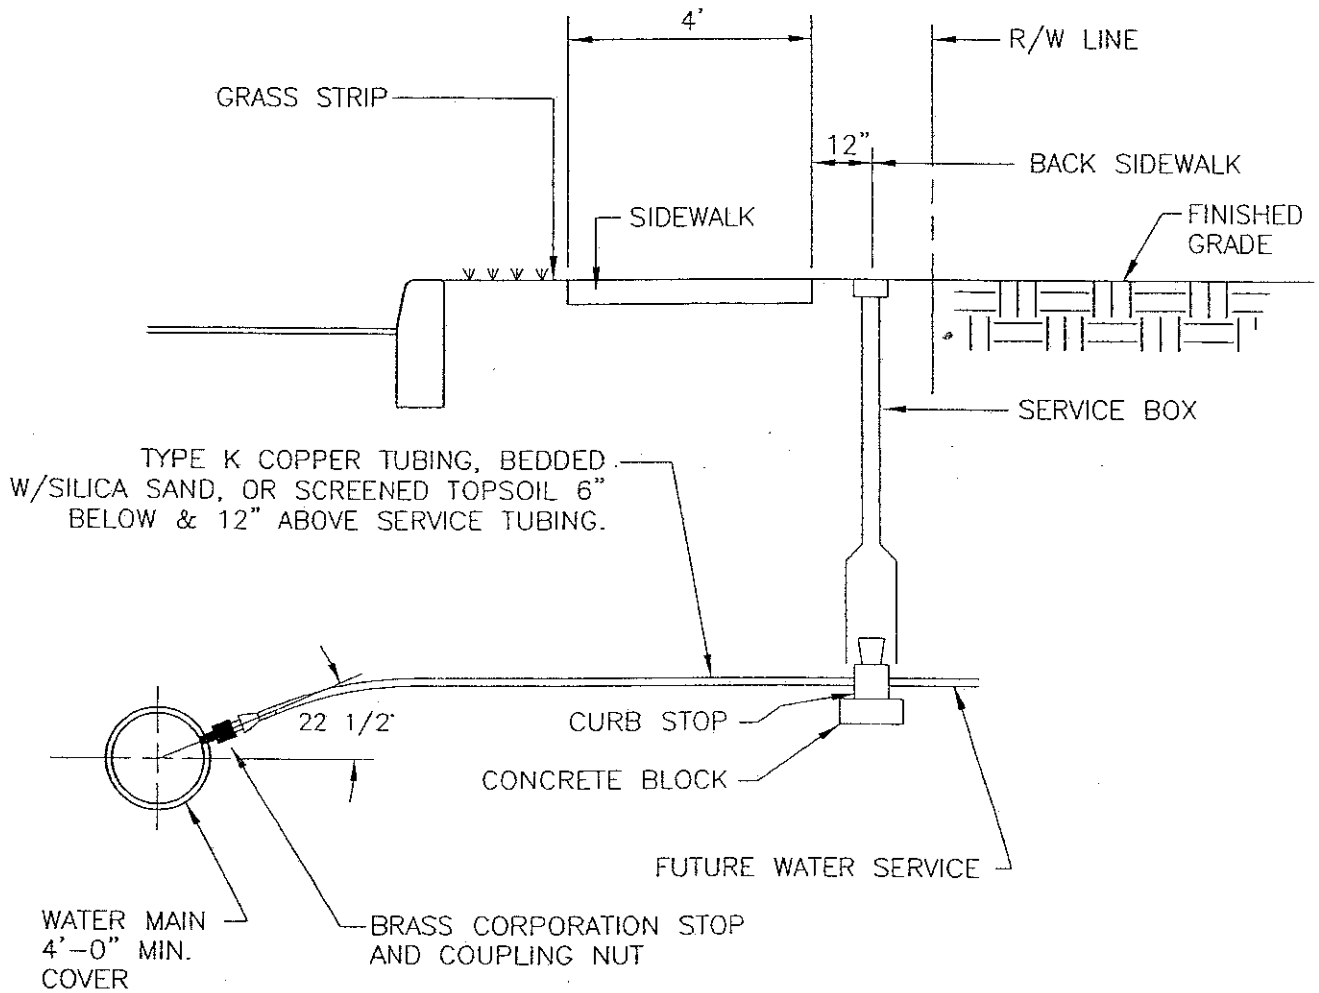 4'
R/W LINE
GRASS STRIP
12"
BACK SIDEWALK
SIDEWALK
FINISHED
GRADE
SERVICE BOX
TYPE K COPPER TUBING, BEDDED
W/SILICA SAND, OR SCREENED TOPSOIL 6"
BELOW & 12" ABOVE SERVICE TUBING.
22 1/2°
CURB STOP
CONCRETE BLOCK
FUTURE WATER SERVICE
WATER MAIN
4'-0" MIN.
COVER
BRASS CORPORATION STOP
AND COUPLING NUT